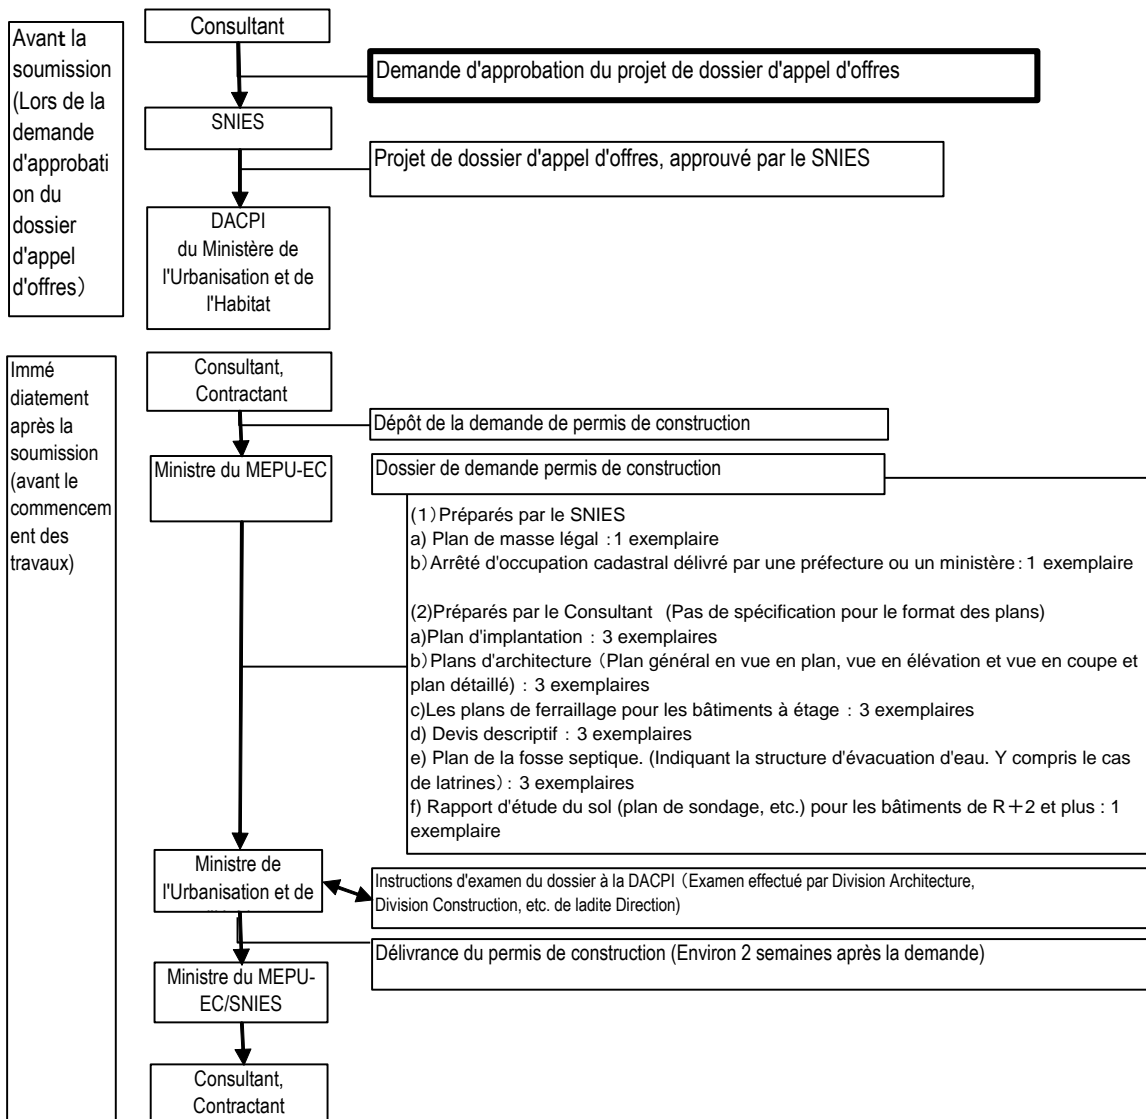 Avant la
soumission
(Lors de la
demande
d'approbati
on du
dossier
d'appel
d'offres)
Consultant
Demande d'approbation du projet de dossier d'appel d'offres
SNIES
Projet de dossier d'appel d'offres, approuvé par le SNIES
DACPI
du Ministère de
l'Urbanisation et de
l'Habitat
Immé
diatement
après la
soumission
(avant le
commencem
ent des
travaux)
Consultant,
Contractant
Dépôt de la demande de permis de construction
Ministre du MEPU-EC
Dossier de demande permis de construction
(1)Préparés par le SNIES
a) Plan de masse légal : 1 exemplaire
b)Arrêté d'occupation cadastral délivré par une préfecture ou un ministère : 1 exemplaire
(2)Préparés par le Consultant (Pas de spécification pour le format des plans)
a)Plan d'implantation : 3 exemplaires
b)Plans d'architecture (Plan général en vue en plan, vue en élévation et vue en coupe et
plan détaillé) : 3 exemplaires
c)Les plans de ferraillage pour les bâtiments à étage : 3 exemplaires
d) Devis descriptif : 3 exemplaires
e) Plan de la fosse septique. (Indiquant la structure d'évacuation d'eau. Y compris le cas
de latrines) : 3 exemplaires
f) Rapport d'étude du sol (plan de sondage, etc.) pour les bâtiments de R+2 et plus : 1
exemplaire
Ministre de
l'Urbanisation et de
Instructions d'examen du dossier à la DACPI (Examen effectué par Division Architecture,
Division Construction, etc. de ladite Direction)
Délivrance du permis de construction (Environ 2 semaines après la demande)
Ministre du MEPU-
EC/SNIES
Consultant,
Contractant